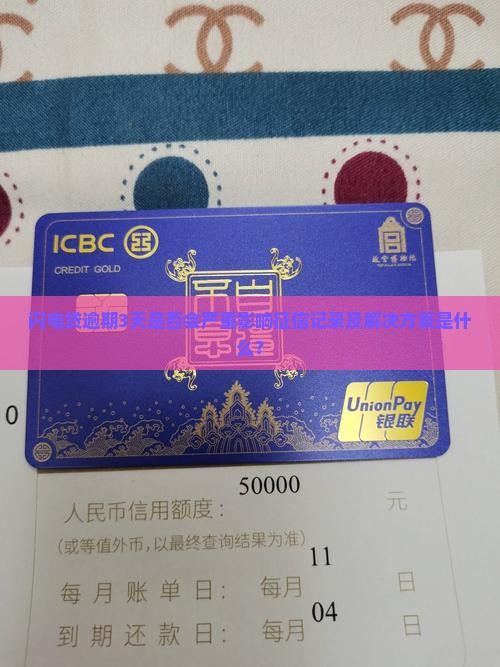 ICBC
CREDIT GOLD
故宫博物院
闪电贷逾期3天是否会严重影响征信记录及解决方案是什
么?
UnionPay
银联
0
50000
人民币信用额度： 元
(或等值外币,以最终查询结果为准)
11
每月账单日： 每月 日
04
到期还款日： 每月 日